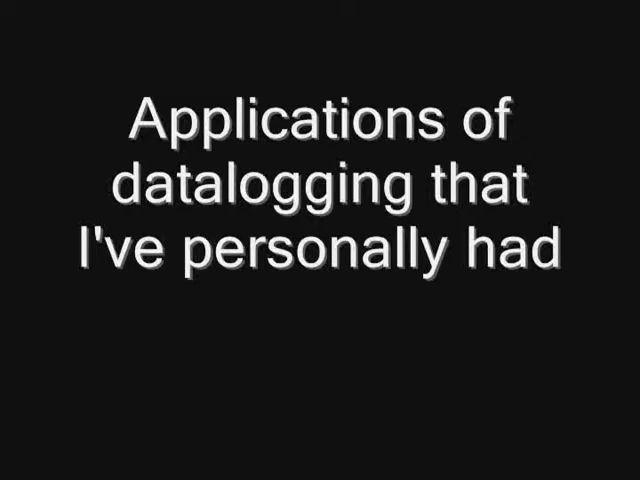 Applications of
datalogging that
I've personally had